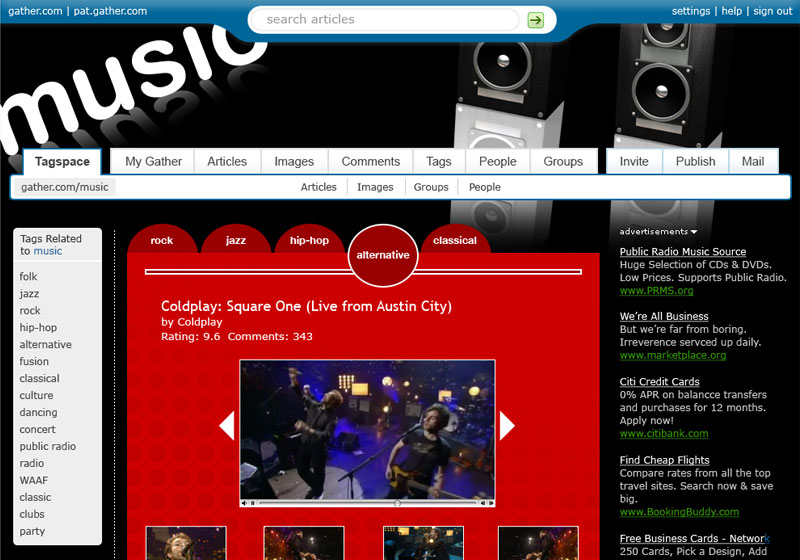 gather.com | pat.gather.com
search articles
settings | help | sign out
music
Tagspace
My Gather
Articles
Images
Comments
Tags
People
Groups
Invite
Publish
Mail
gather.com/music
Articles
Images
Groups
People
Tags Related
to music
folk
jazz
rock
hip-hop
alternative
fusion
classical
culture
dancing
concert
public radio
radio
WAAF
classic
clubs
party
rock
jazz
hip-hop
alternative
classical
Coldplay: Square One (Live from Austin City)
by Coldplay
Rating: 9.6 Comments: 343
advertisements
Public Radio Music Source
Huge Selection of CDs & DVDs.
Low Prices. Supports Public Radio.
www.PRMS.org
We're All Business
But we're far from boring.
Irreverence servced up daily.
www.marketplace.org
Citi Credit Cards
0% APR on balancce transfers
and purchases for 12 months.
Apply now!
www.citibank.com
Find Cheap Flights
Compare rates from all the top
travel sites. Search now & save
big.
www.BookingBuddy.com
Free Business Cards - Network
250 Cards, Pick a Design, Add